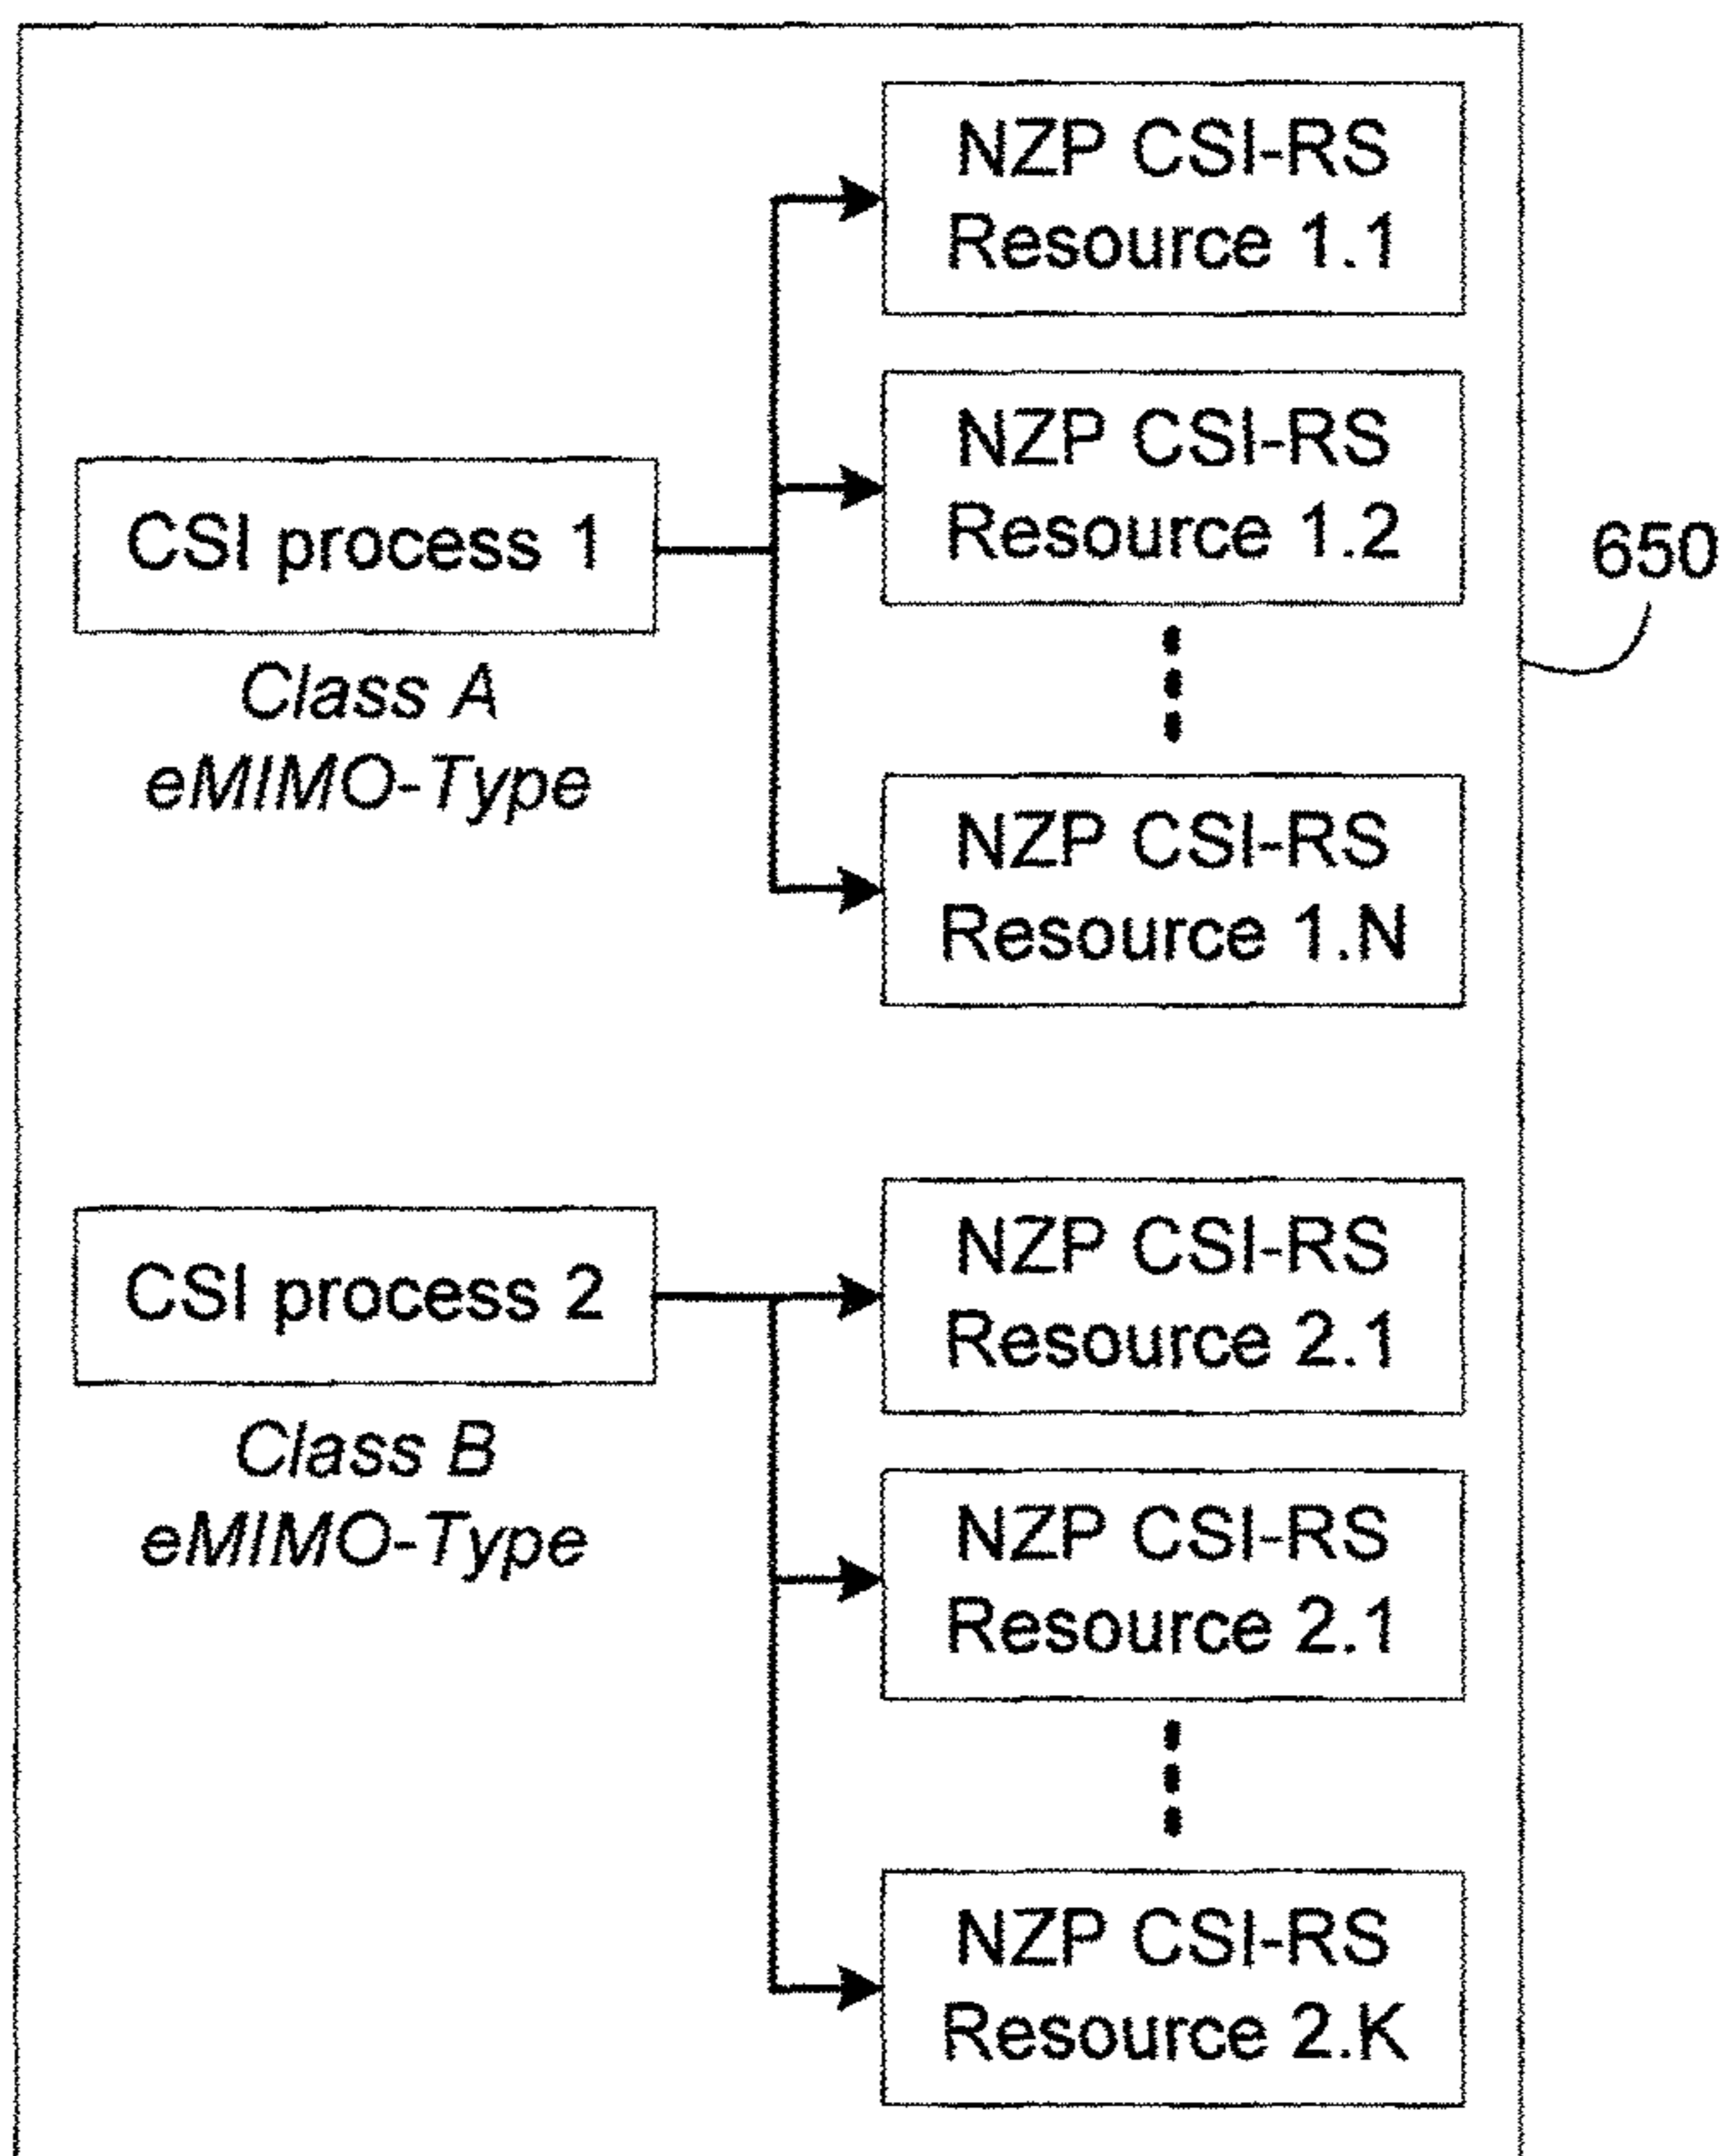 NZP CSI-RS
Resource 1.1
NZP CSI-RS
Resource 1.2
650
CSI process 1
Class A
eMIMO-Type
NZP CSI-RS
Resource 1.N
NZP CSI-RS
Resource 2.1
CSI process 2
Class B
eMIMO-Type
NZP CSI-RS
Resource 2.1
NZP CSI-RS
Resource 2.K